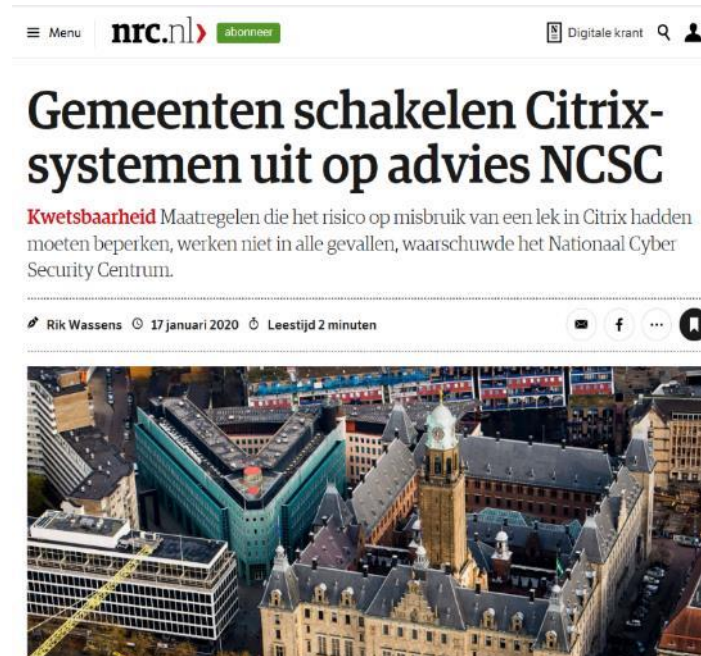 Menu nrc.nl abonneer Digitale krant
Gemeenten schakelen Citrix-
systemen uit op advies NCSC
Kwetsbaarheid Maatregelen die het risico op misbruik van een lek in Citrix hadden
moeten beperken, werken niet in alle gevallen, waarschuwde het Nationaal Cyber
Security Centrum.
Rik Wassens 17 januari 2020 Leestijd 2 minuten